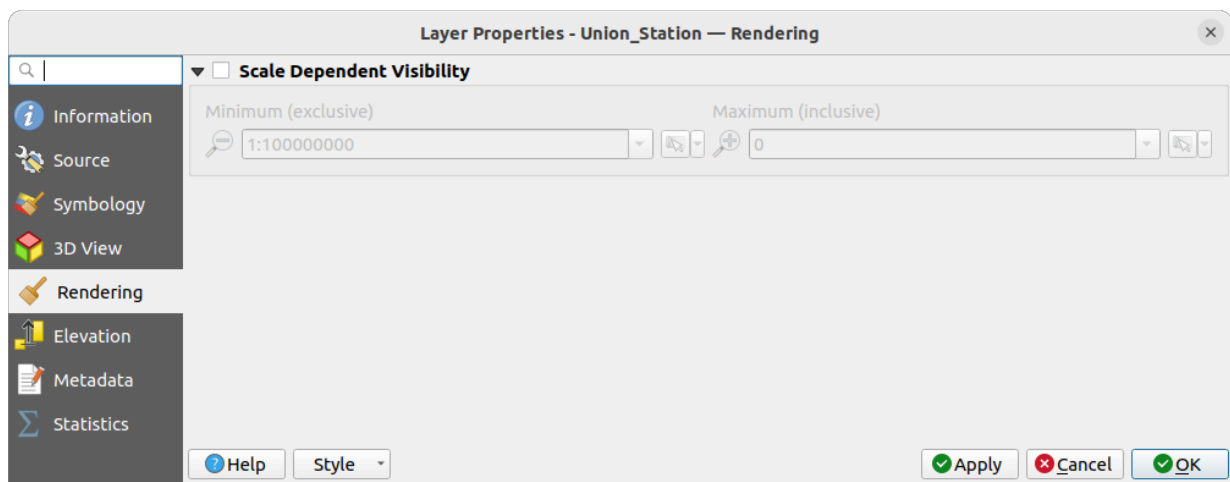 Layer Properties - Union_Station — Rendering
Information
Source
Symbology
3D View
Rendering
Elevation
Metadata
Statistics
Scale Dependent Visibility
Minimum (exclusive) Maximum (inclusive)
1:100000000 0
Help Style Apply Cancel OK